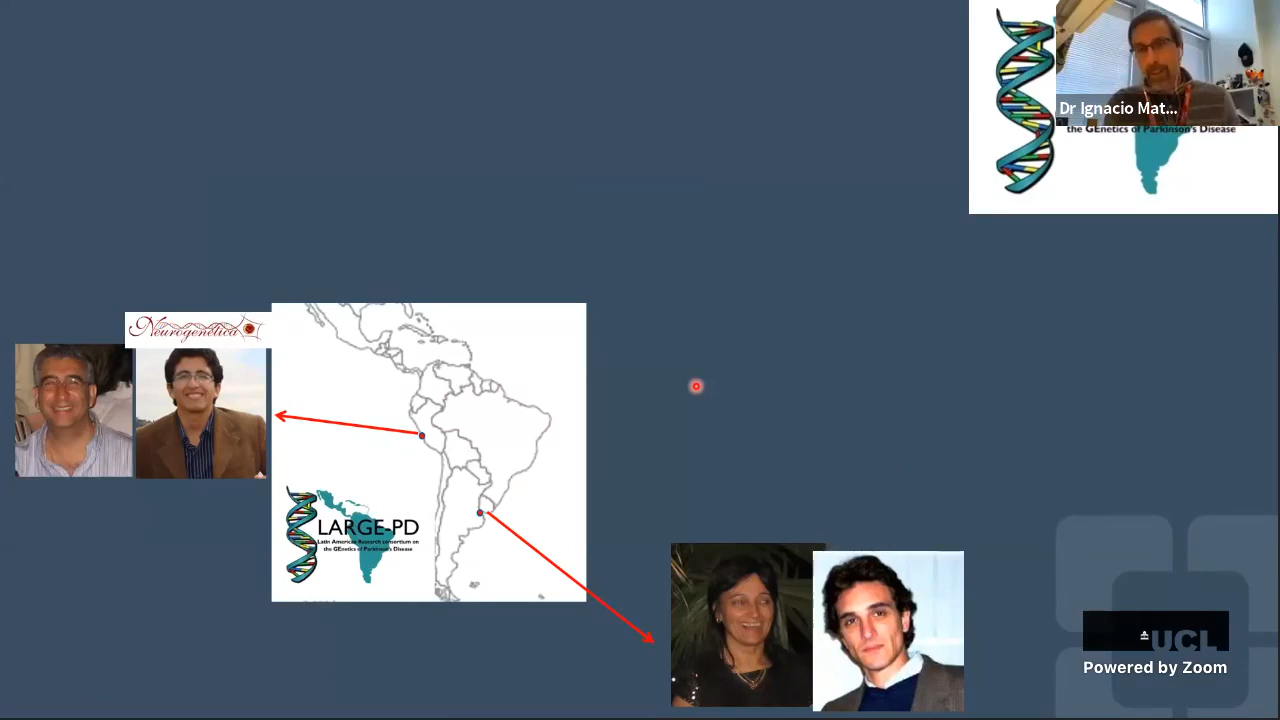 Dr Ignacio Mat...
the GEnetics of Parkinson's Disease
Neurogenética
LARGE-PD
Latin American Research consortium on
the GEnetics of Parkinson's Disease
UCL
Powered by Zoom